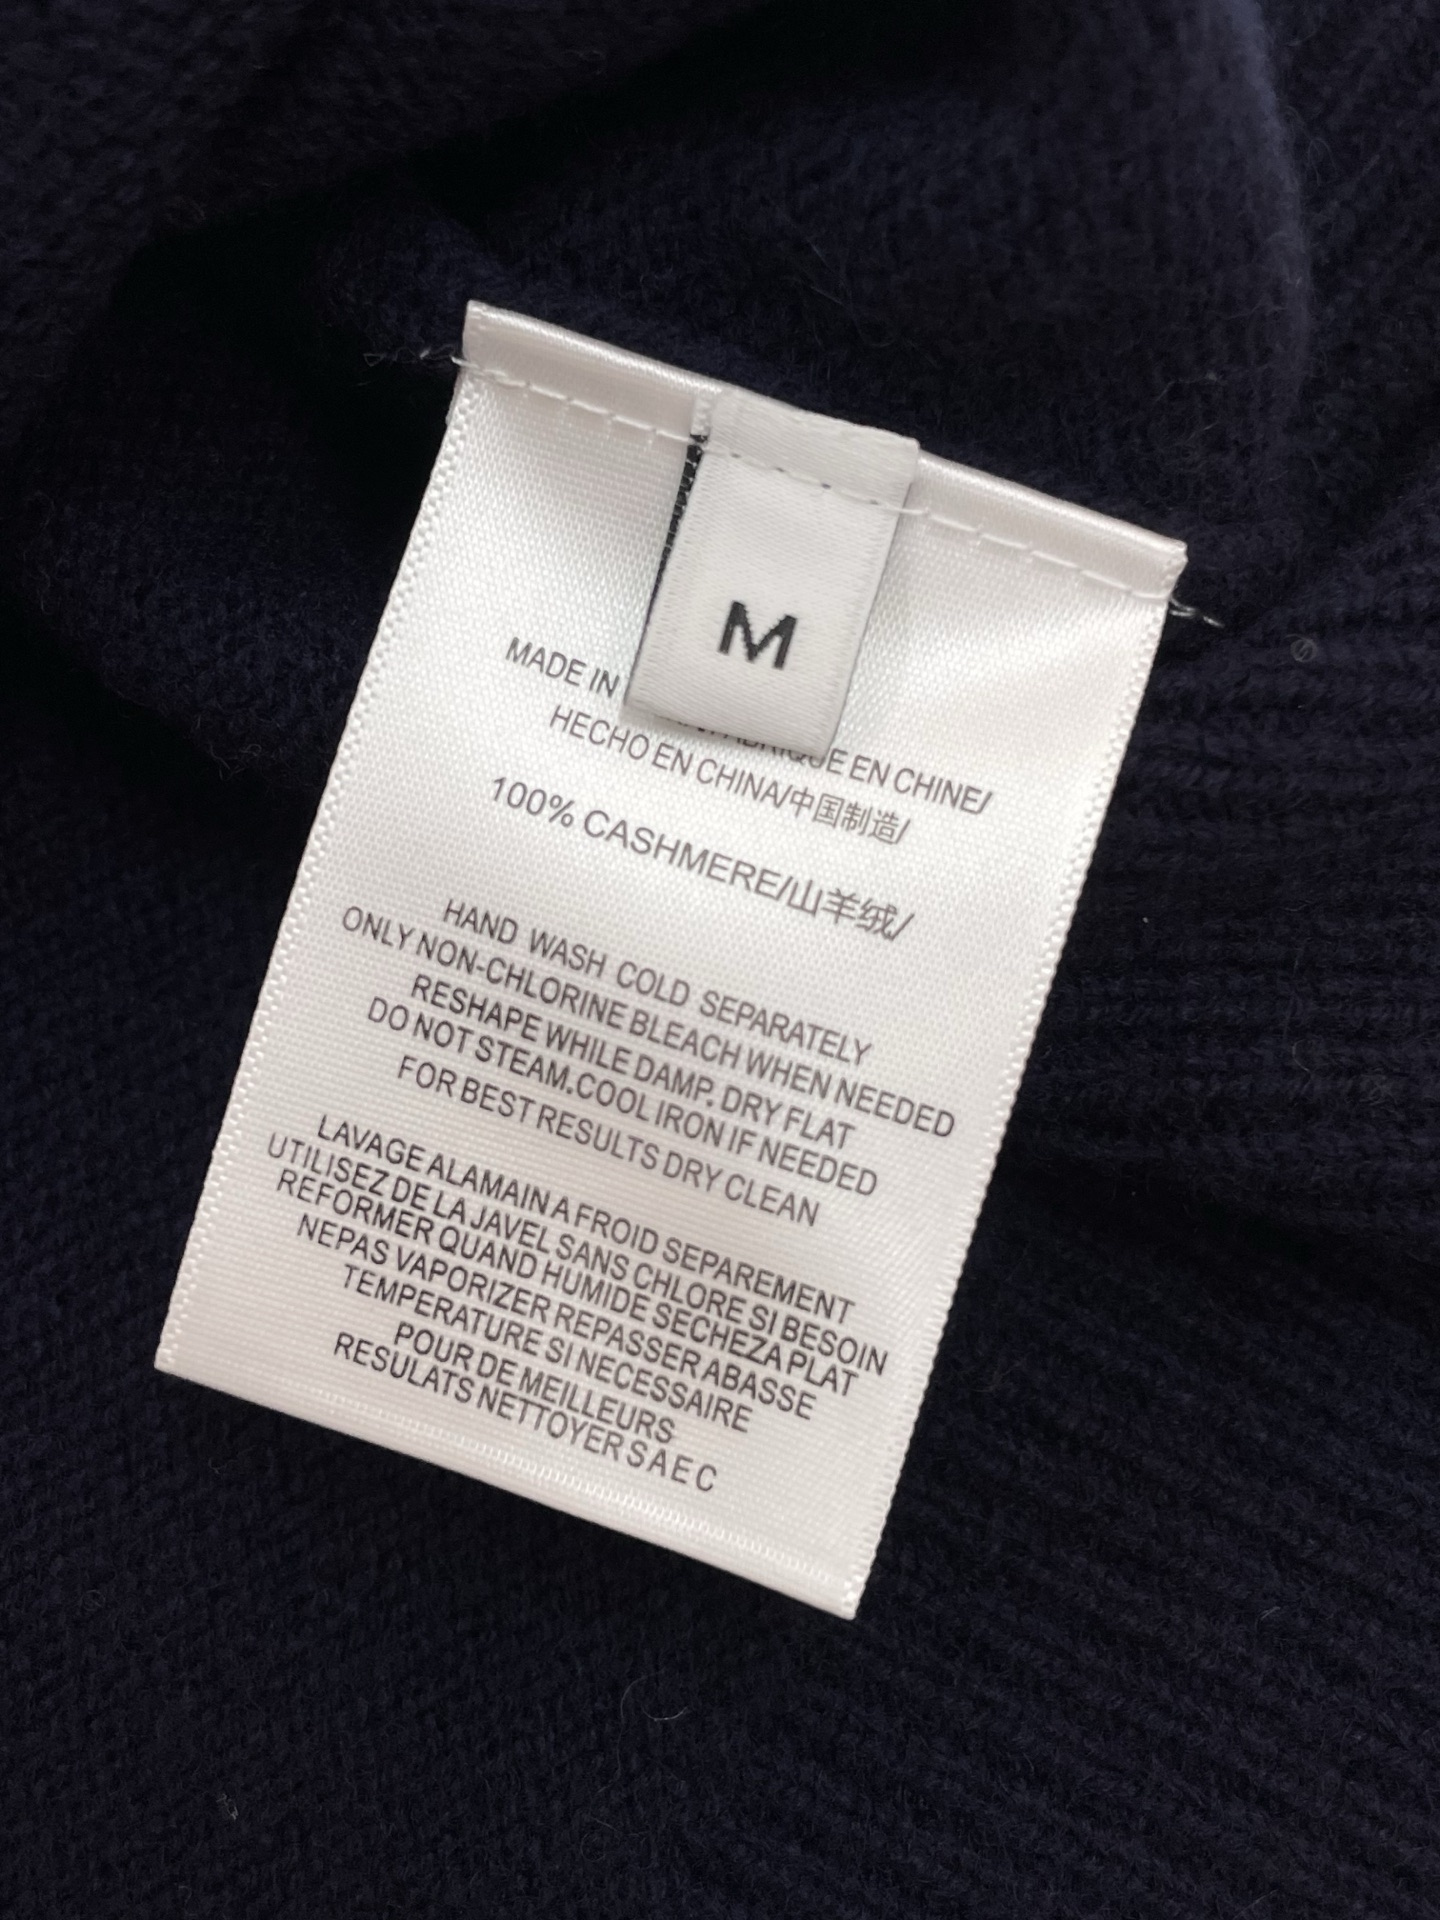 M
MADE IN
FABRIQUE EN CHINE/
HECHO EN CHINA/中国制造/
100% CASHMERE/山羊绒/
HAND WASH COLD SEPARATELY
ONLY NON-CHLORINE BLEACH WHEN NEEDED
RESHAPE WHILE DAMP. DRY FLAT
DO NOT STEAM.COOL IRON IF NEEDED
FOR BEST RESULTS DRY CLEAN
LAVAGE ALAMAIN A FROID SEPAREMENT
UTILISEZ DE LA JAVEL SANS CHLORE SI BESOIN
REFORMER QUAND HUMIDE SECHEZA PLAT
NEPAS VAPORIZER REPASSER ABASSE
TEMPERATURE SI NECESSAIRE
POUR DE MEILLEURS
RESULATS NETTOYER S A E C